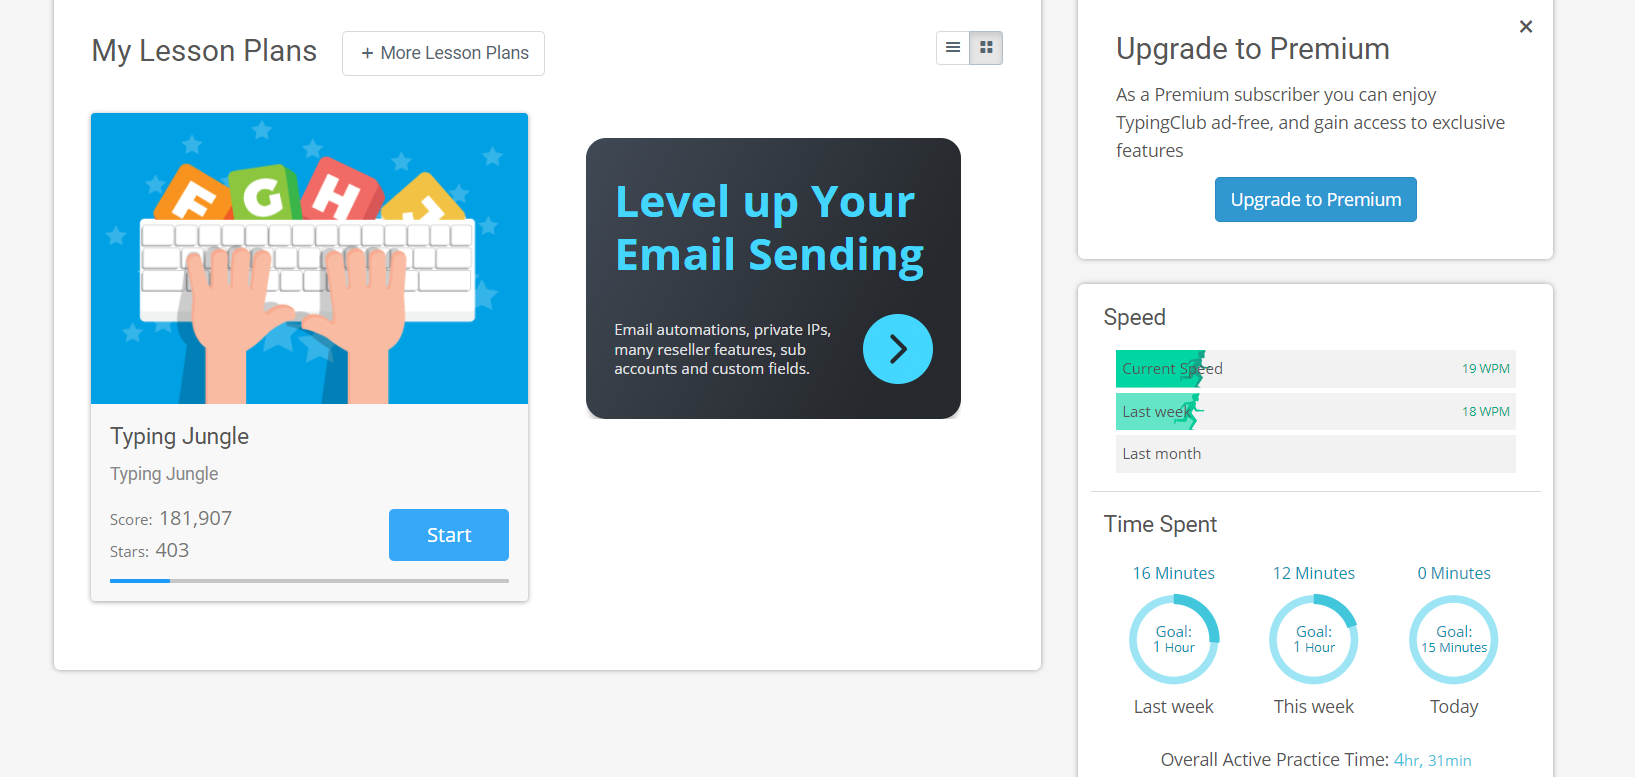 My Lesson Plans
+ More Lesson Plans
F G H J
Level up Your
Email Sending
Email automations, private IPs,
many reseller features, sub
accounts and custom fields.
Typing Jungle
Typing Jungle
Score: 181,907
Stars: 403
Start
Upgrade to Premium
As a Premium subscriber you can enjoy
TypingClub ad-free, and gain access to exclusive
features
Upgrade to Premium
Speed
Current Speed 19 WPM
Last week 18 WPM
Last month
Time Spent
16 Minutes 12 Minutes 0 Minutes
Goal: Goal: Goal:
1 Hour 1 Hour 15 Minutes
Last week This week Today
Overall Active Practice Time: 4hr, 31min